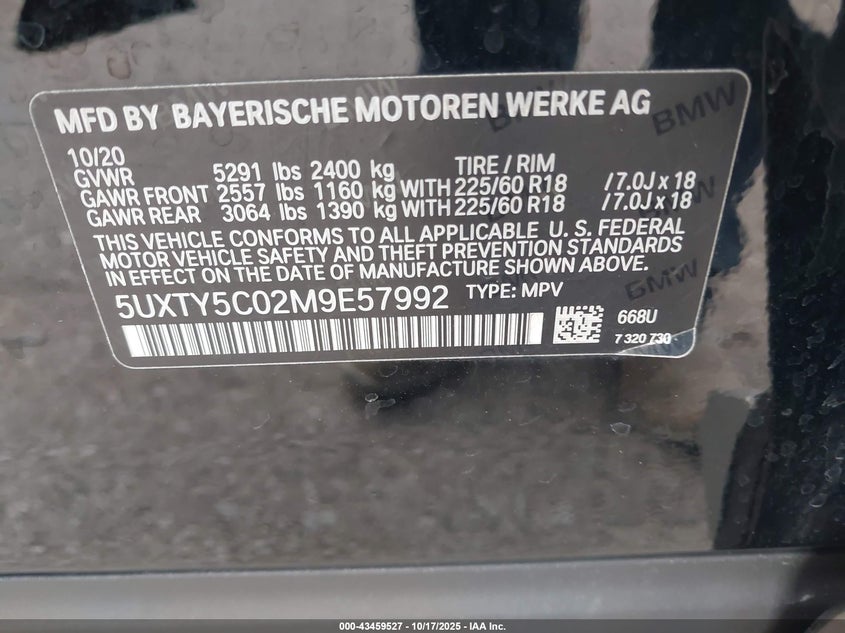 MFD BY BAYERISCHE MOTOREN WERKE AG
10/20
GVWR 5291 lbs 2400 kg TIRE / RIM
GAWR FRONT 2557 lbs 1160 kg WITH 225/60 R18 / 7.0J x 18
GAWR REAR 3064 lbs 1390 kg WITH 225/60 R18 / 7.0J x 18
THIS VEHICLE CONFORMS TO ALL APPLICABLE U. S. FEDERAL
MOTOR VEHICLE SAFETY AND THEFT PREVENTION STANDARDS
IN EFFECT ON THE DATE OF MANUFACTURE SHOWN ABOVE.
5UXTY5C02M9E57992 TYPE: MPV
668U
7 320 730
BMW
BMW
000-43459527 - 10/17/2025 - IAA Inc.